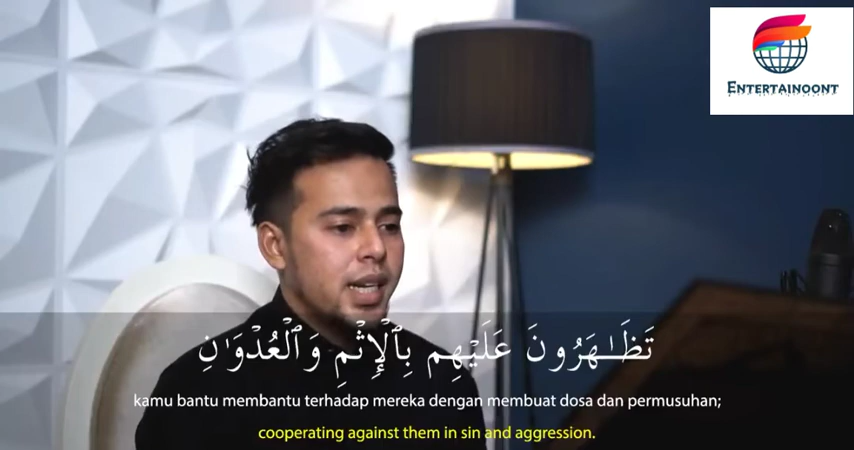 ENTERTAINOONT
تَظَـٰهَرُونَ عَلَيْهِم بِٱلْإِثْمِ وَٱلْعُدْوَٰنِ
kamu bantu membantu terhadap mereka dengan membuat dosa dan permusuhan;
cooperating against them in sin and aggression.